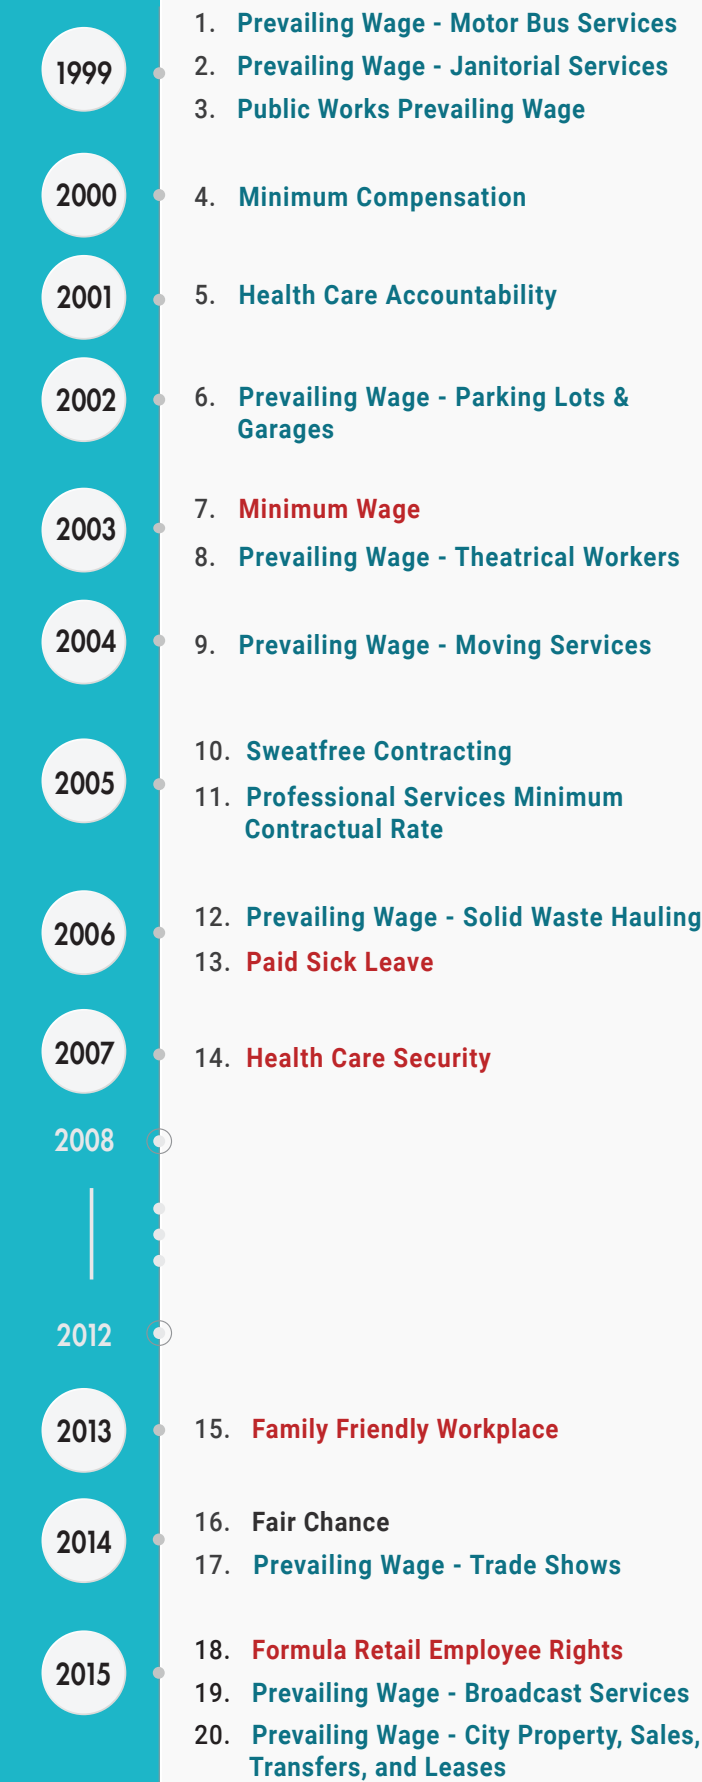 1999
1. Prevailing Wage - Motor Bus Services
2. Prevailing Wage - Janitorial Services
3. Public Works Prevailing Wage
2000
4. Minimum Compensation
2001
5. Health Care Accountability
2002
6. Prevailing Wage - Parking Lots &
Garages
2003
7. Minimum Wage
8. Prevailing Wage - Theatrical Workers
2004
9. Prevailing Wage - Moving Services
2005
10. Sweatfree Contracting
11. Professional Services Minimum
Contractual Rate
2006
12. Prevailing Wage - Solid Waste Hauling
13. Paid Sick Leave
2007
14. Health Care Security
2008
2012
2013
15. Family Friendly Workplace
2014
16. Fair Chance
17. Prevailing Wage - Trade Shows
2015
18. Formula Retail Employee Rights
19. Prevailing Wage - Broadcast Services
20. Prevailing Wage - City Property, Sales,
Transfers, and Leases